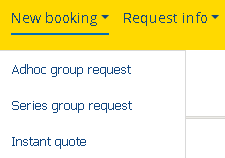 New booking Request info
Adhoc group request
Series group request
Instant quote